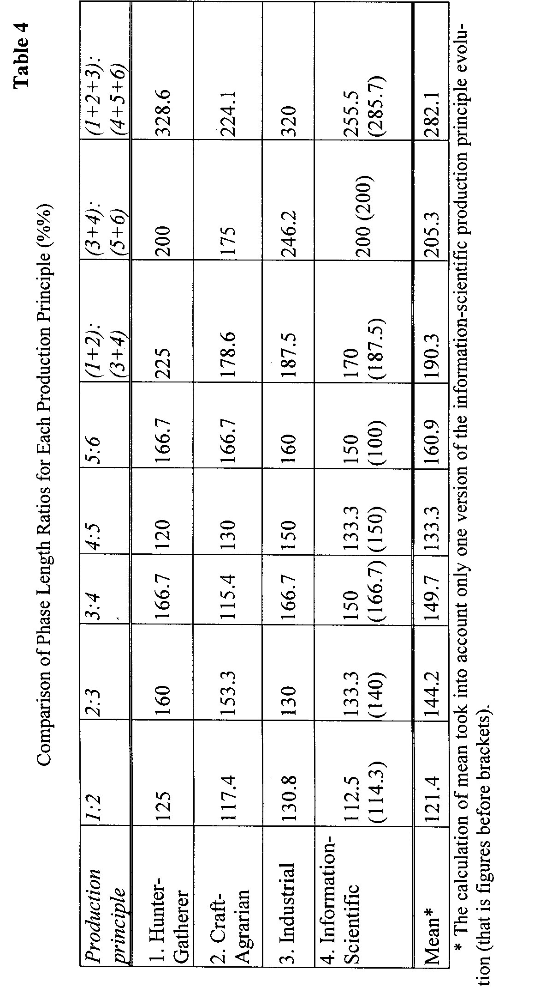 Table 4
Comparison of Phase Length Ratios for Each Production Principle (%%)
Production principle 1:2 2:3 3:4 4:5 5:6 (1+2): (3+4) (3+4): (5+6) (1+2+3): (4+5+6)
1. Hunter-Gatherer 125 160 166.7 120 166.7 225 200 328.6
2. Craft-Agrarian 117.4 153.3 115.4 130 166.7 178.6 175 224.1
3. Industrial 130.8 130 166.7 150 160 187.5 246.2 320
4. Information-Scientific 112.5 (114.3) 133.3 (140) 150 (166.7) 133.3 (150) 150 (100) 170 (187.5) 200 (200) 255.5 (285.7)
Mean* 121.4 144.2 149.7 133.3 160.9 190.3 205.3 282.1
* The calculation of mean took into account only one version of the information-scientific production principle evolu-
tion (that is figures before brackets).